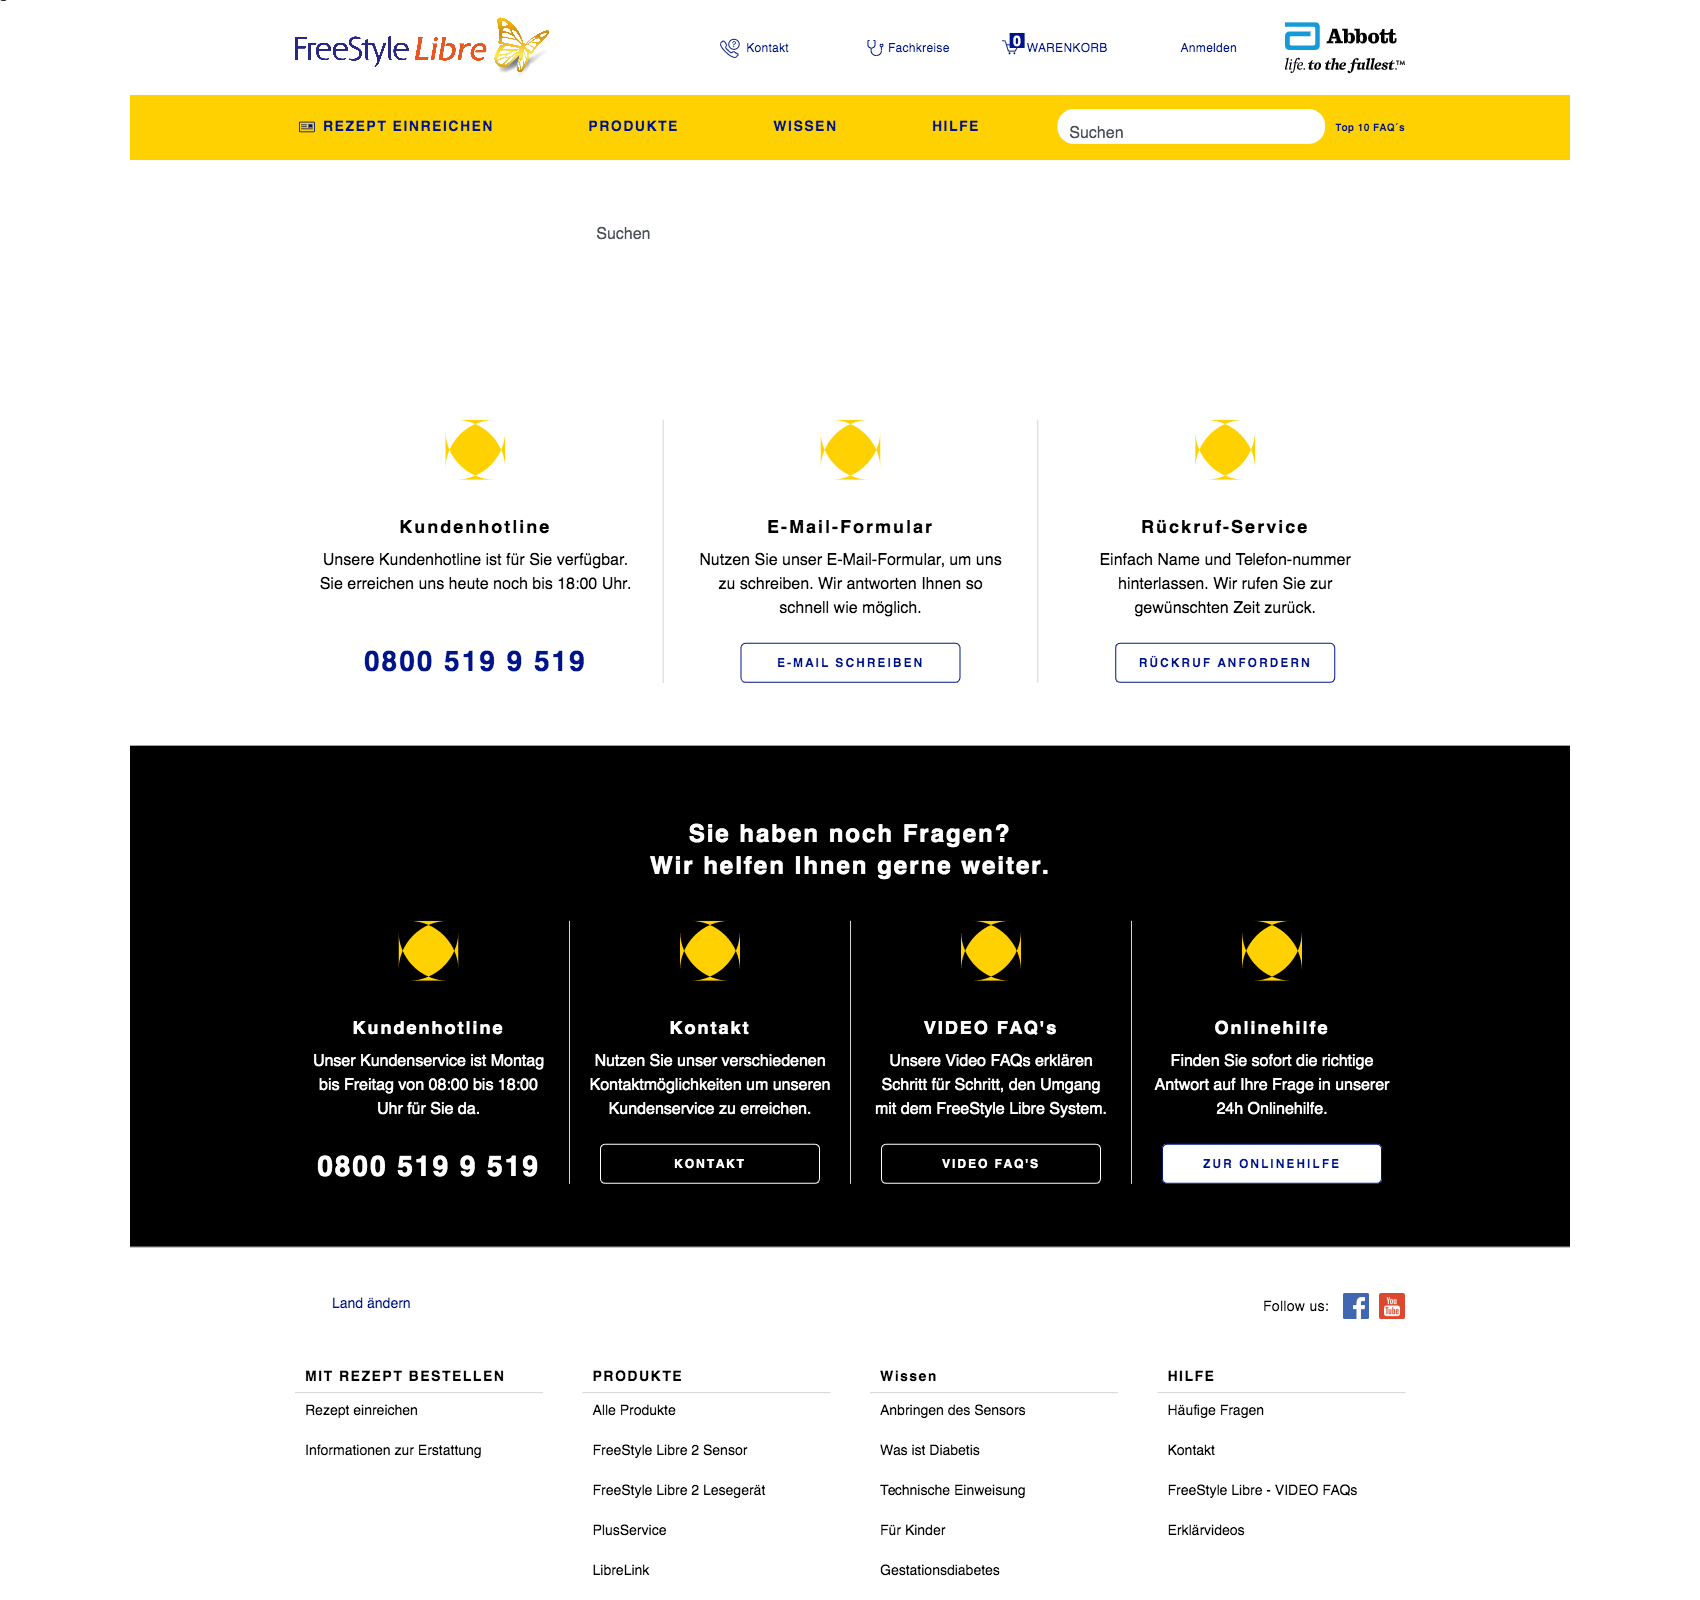 FreeStyle Libre
Kontakt
Fachkreise
0
WARENKORB
Anmelden
Abbott
life. to the fullest.™
REZEPT EINREICHEN
PRODUKTE
WISSEN
HILFE
Suchen
Top 10 FAQ´s
Suchen
Kundenhotline
Unsere Kundenhotline ist für Sie verfügbar.
Sie erreichen uns heute noch bis 18:00 Uhr.
0800 519 9 519
E-Mail-Formular
Nutzen Sie unser E-Mail-Formular, um uns
zu schreiben. Wir antworten Ihnen so
schnell wie möglich.
E-MAIL SCHREIBEN
Rückruf-Service
Einfach Name und Telefon-nummer
hinterlassen. Wir rufen Sie zur
gewünschten Zeit zurück.
RÜCKRUF ANFORDERN
Sie haben noch Fragen?
Wir helfen Ihnen gerne weiter.
Kundenhotline
Unser Kundenservice ist Montag
bis Freitag von 08:00 bis 18:00
Uhr für Sie da.
0800 519 9 519
Kontakt
Nutzen Sie unser verschiedenen
Kontaktmöglichkeiten um unseren
Kundenservice zu erreichen.
KONTAKT
VIDEO FAQ's
Unsere Video FAQs erklären
Schritt für Schritt, den Umgang
mit dem FreeStyle Libre System.
VIDEO FAQ'S
Onlinehilfe
Finden Sie sofort die richtige
Antwort auf Ihre Frage in unserer
24h Onlinehilfe.
ZUR ONLINEHILFE
Land ändern
Follow us:
You
Tube
MIT REZEPT BESTELLEN
Rezept einreichen
Informationen zur Erstattung
PRODUKTE
Alle Produkte
FreeStyle Libre 2 Sensor
FreeStyle Libre 2 Lesegerät
PlusService
LibreLink
Wissen
Anbringen des Sensors
Was ist Diabetis
Technische Einweisung
Für Kinder
Gestationsdiabetes
HILFE
Häufige Fragen
Kontakt
FreeStyle Libre - VIDEO FAQs
Erklärvideos